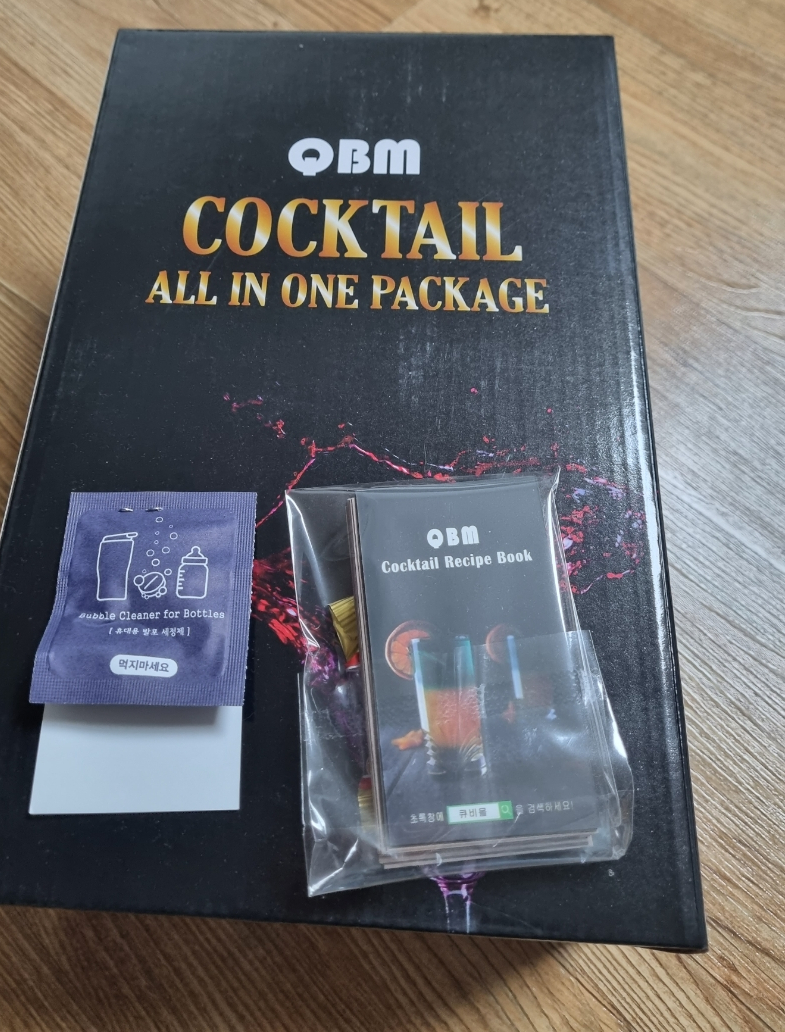 QBM
COCKTAIL
ALL IN ONE PACKAGE
Bubble Cleaner for Bottles
[ 휴대용 발포 세정제 ]
먹지마세요
QBM
Cocktail Recipe Book
초록창에 큐비몰 을 검색하세요!